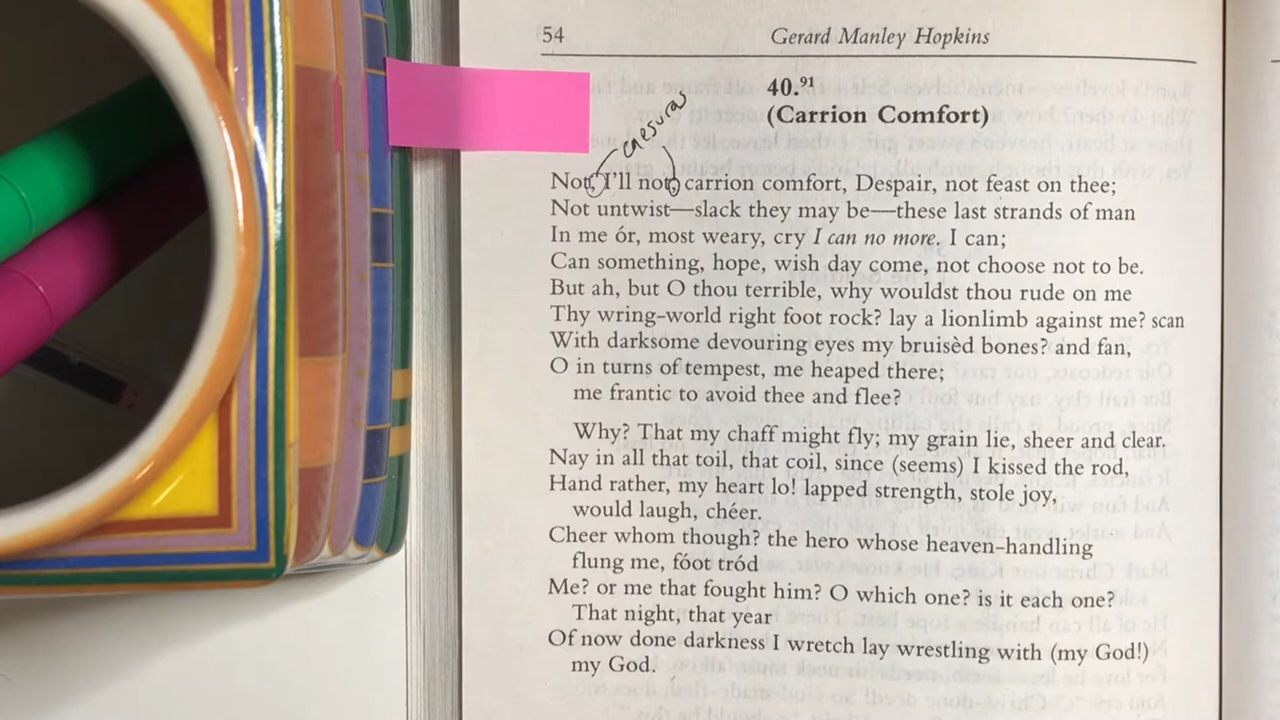 54 Gerard Manley Hopkins
40.91
(Carrion Comfort)
caesura
Not, I'll not, carrion comfort, Despair, not feast on thee;
Not untwist—slack they may be—these last strands of man
In me ór, most weary, cry I can no more. I can;
Can something, hope, wish day come, not choose not to be.
But ah, but O thou terrible, why wouldst thou rude on me
Thy wring-world right foot rock? lay a lionlimb against me? scan
With darksome devouring eyes my bruisèd bones? and fan,
O in turns of tempest, me heaped there;
me frantic to avoid thee and flee?
Why? That my chaff might fly; my grain lie, sheer and clear.
Nay in all that toil, that coil, since (seems) I kissed the rod,
Hand rather, my heart lo! lapped strength, stole joy,
would laugh, chéer.
Cheer whom though? the hero whose heaven-handling
flung me, fóot tród
Me? or me that fought him? O which one? is it each one?
That night, that year
Of now done darkness I wretch lay wrestling with (my God!)
my God.